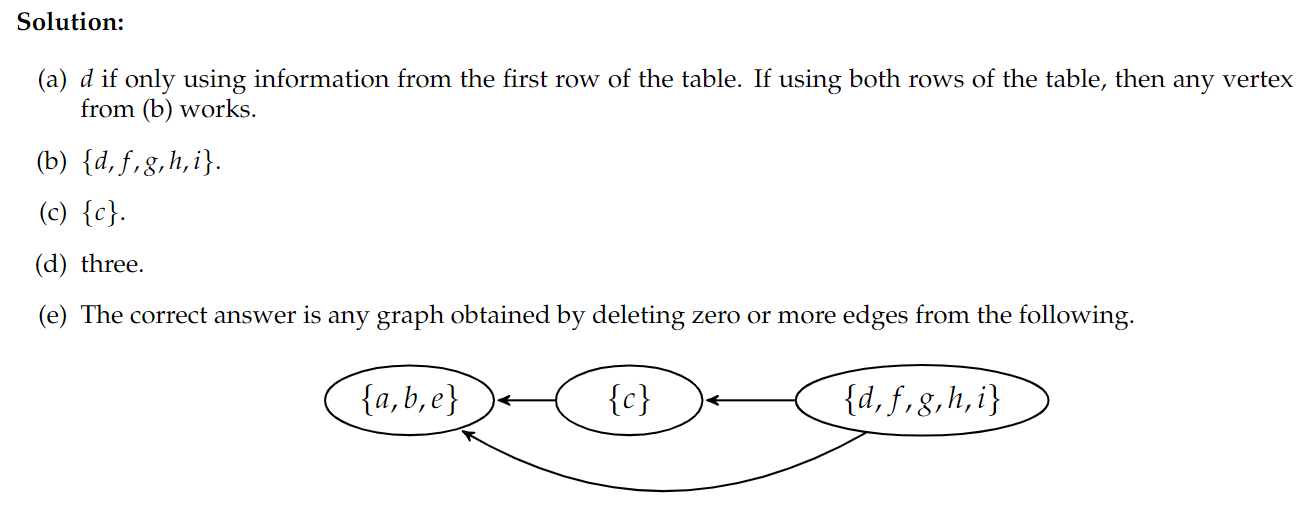 Solution:
(a) d if only using information from the first row of the table. If using both rows of the table, then any vertex
from (b) works.
(b) {d, f, g, h, i}.
(c) {c}.
(d) three.
(e) The correct answer is any graph obtained by deleting zero or more edges from the following.
{a, b, e} {c} {d, f, g, h, i}